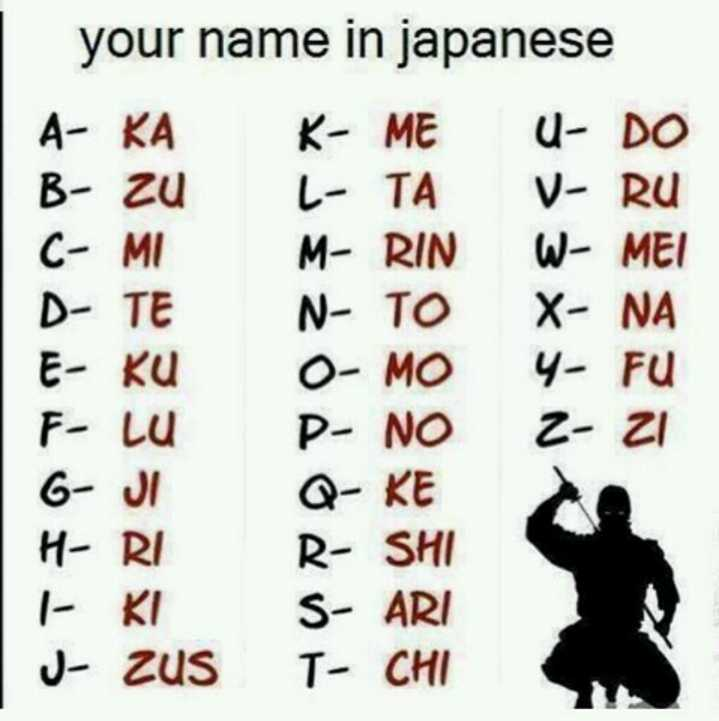 your name in japanese
A- KA
B- ZU
C- MI
D- TE
E- KU
F- LU
G- JI
H- RI
I- KI
J- ZUS
K- ME
L- TA
M- RIN
N- TO
O- MO
P- NO
Q- KE
R- SHI
S- ARI
T- CHI
U- DO
V- RU
W- MEI
X- NA
Y- FU
Z- ZI